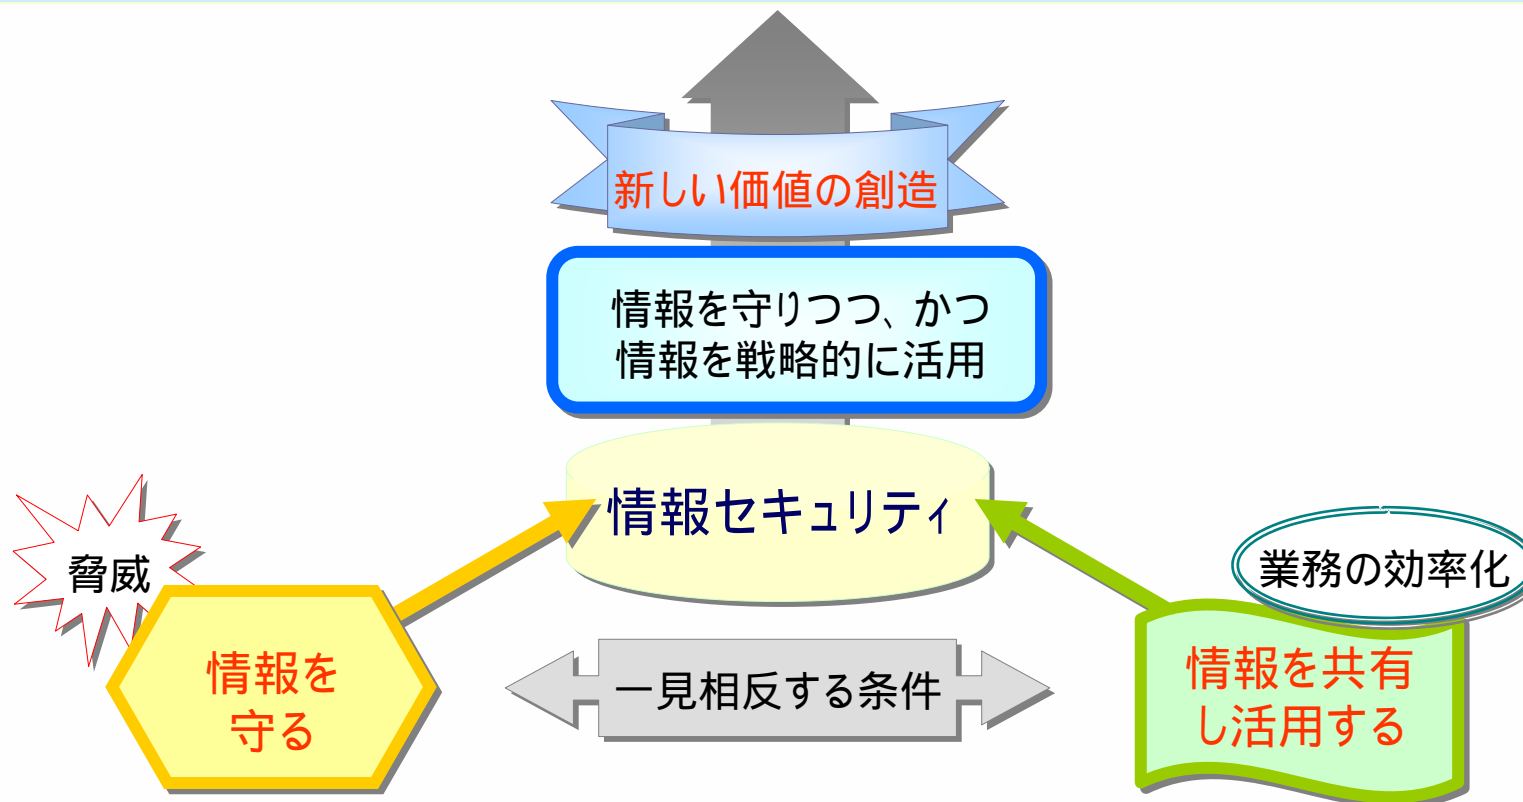 新しい価値の創造
情報を守りつつ、かつ
情報を戦略的に活用
情報セキュリティ
脅威
業務の効率化
情報を
守る
一見相反する条件
情報を共有
し活用する